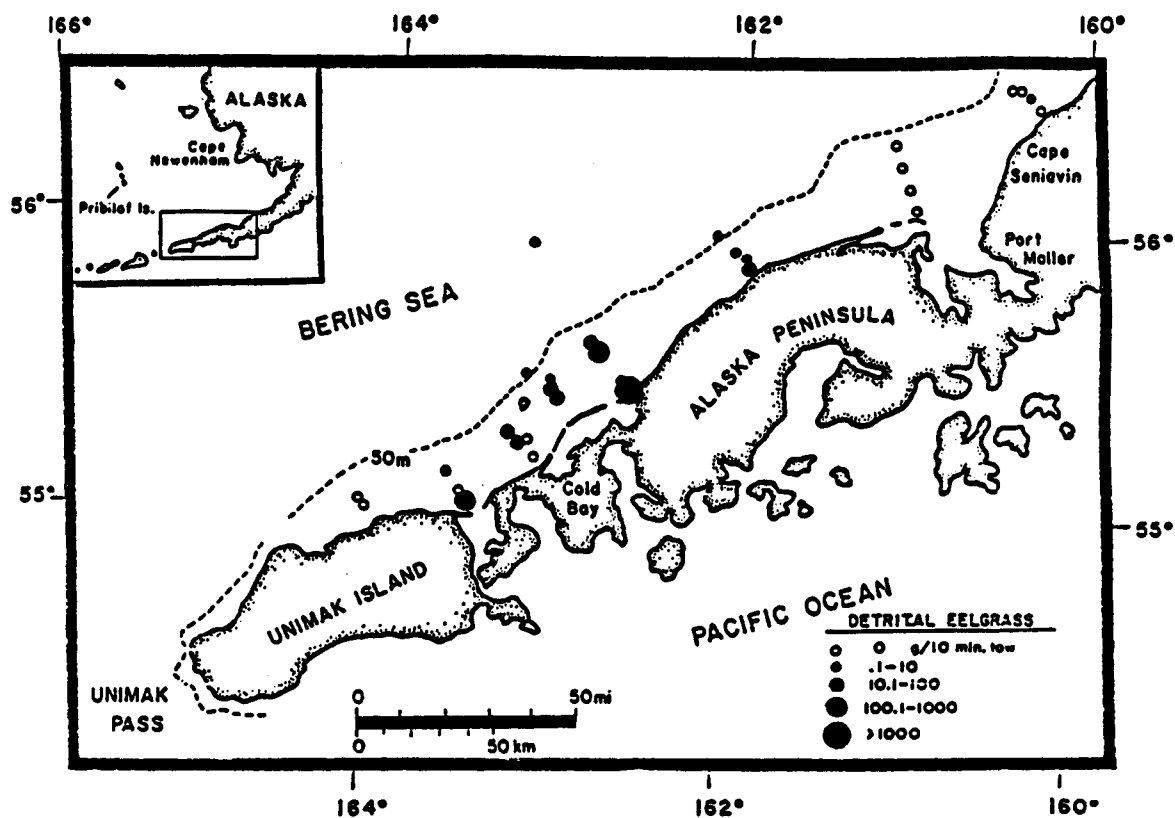 166° 164° 162° 160°
ALASKA
Cape
Newenham
Pribilof Is.
56°
55°
56°
55°
BERING SEA
Cape
Seniavin
Port
Moller
ALASKA PENINSULA
50m
Cold
Bay
UNIMAK ISLAND
UNIMAK
PASS
PACIFIC OCEAN
DETRITAL EELGRASS
0 g/10 min. tow
.1-10
10.1-100
100.1-1000
>1000
0 50mi
0 50km
164° 162° 160°